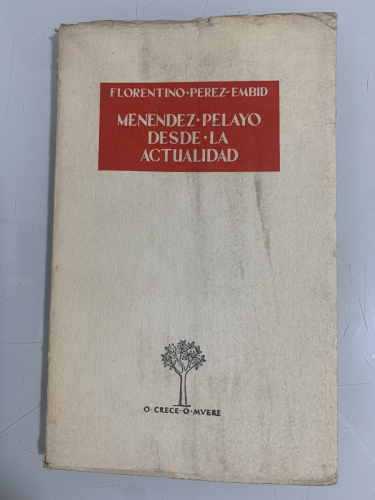 FLORENTINO·PEREZ-EMBID
MENENDEZ·PELAYO
DESDE·LA
ACTUALIDAD
O·CRECE·O·MVERE